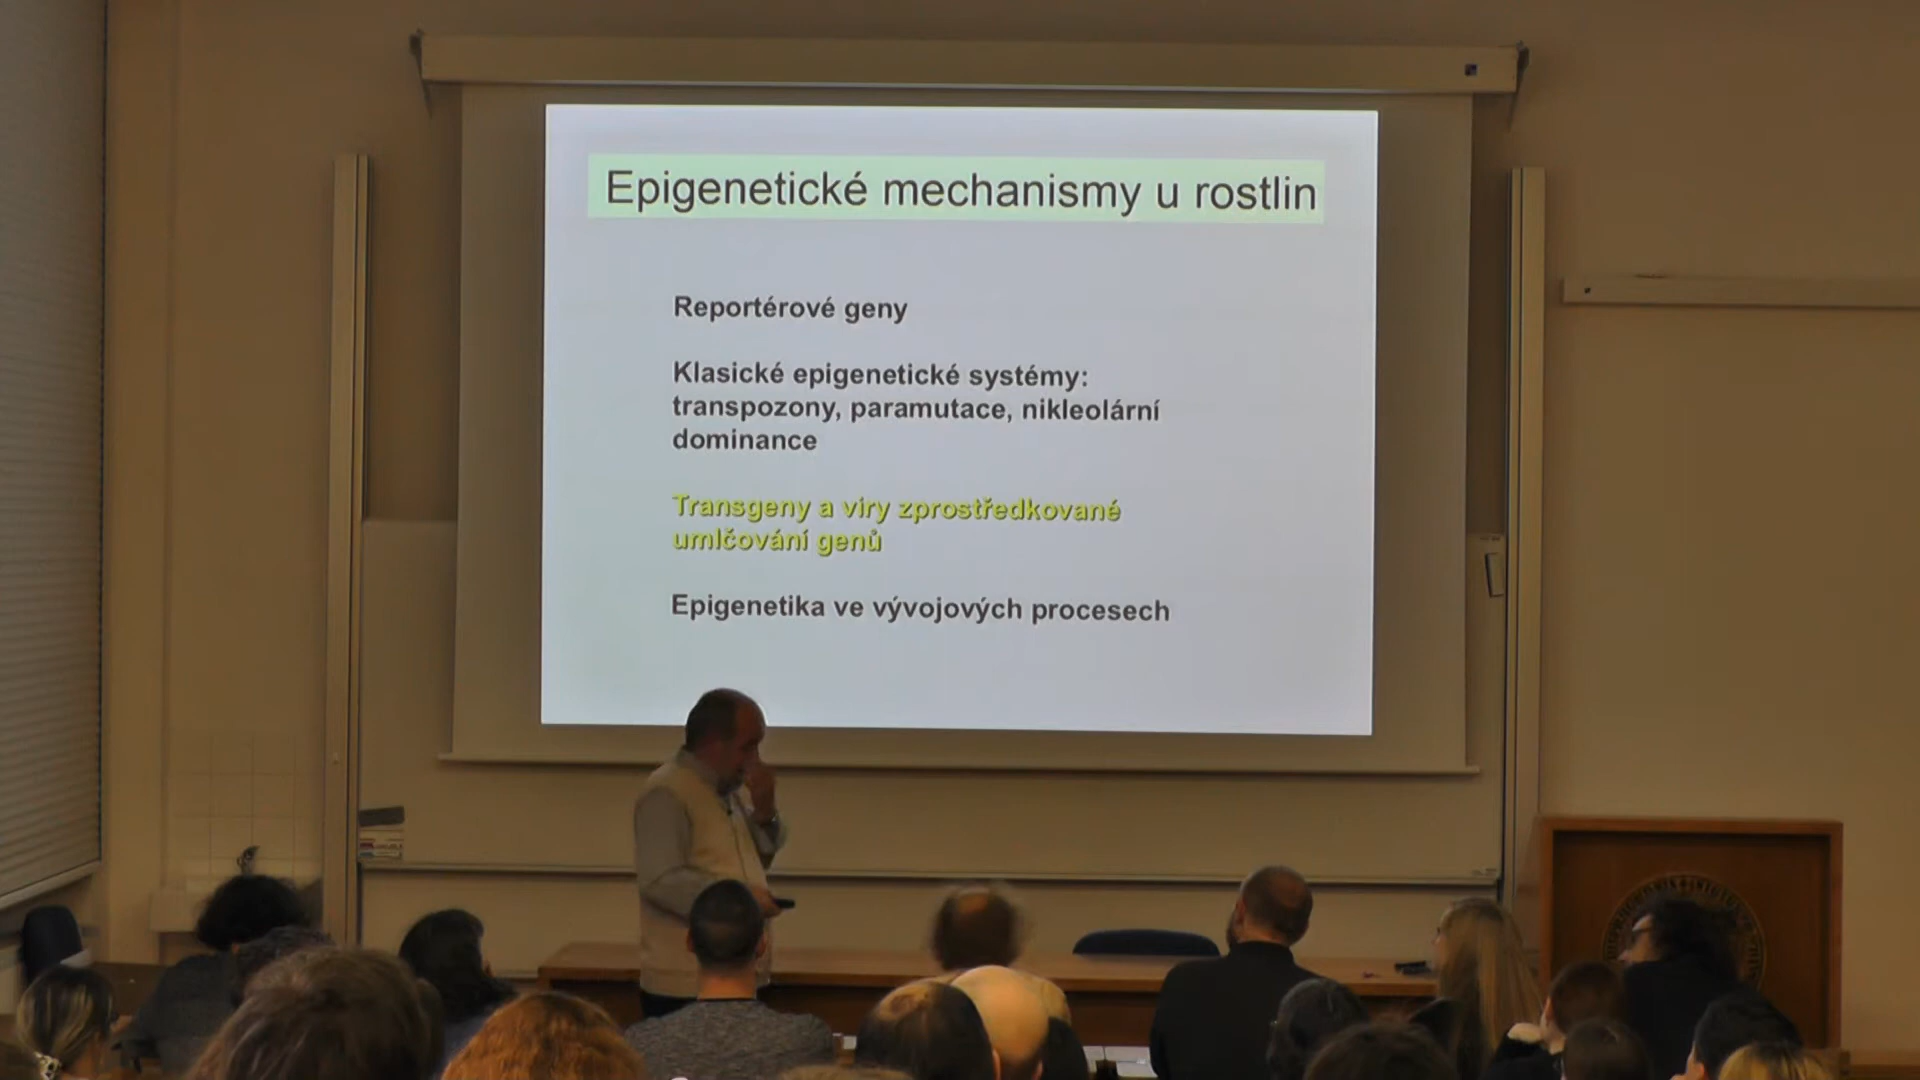 Epigenetické mechanismy u rostlin
Reportérové geny
Klasické epigenetické systémy:
transpozony, paramutace, nikleolární
dominance
Transgeny a viry zprostředkované
umlčování genů
Epigenetika ve vývojových procesech